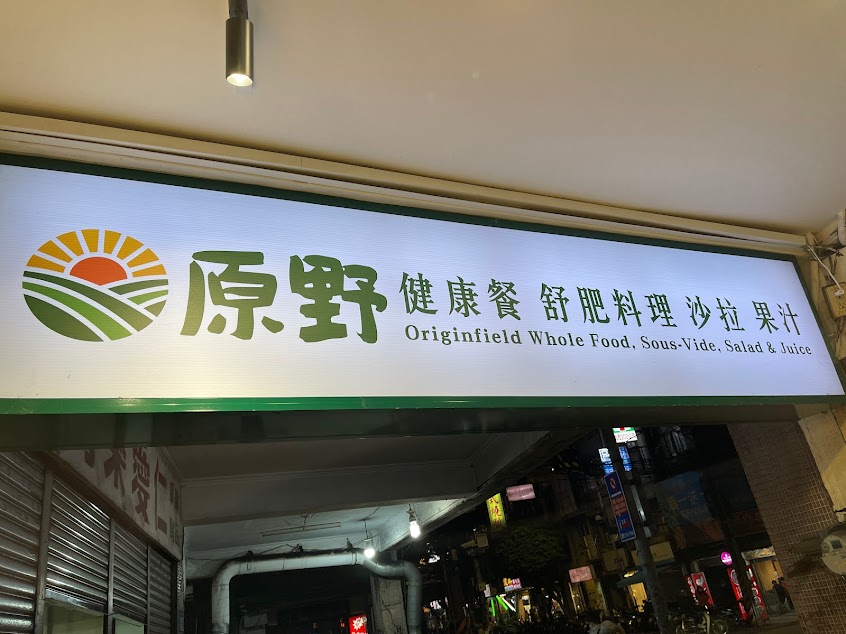 原野 健康餐 舒肥料理 沙拉 果汁
Originfield Whole Food, Sous-Vide, Salad & Juice